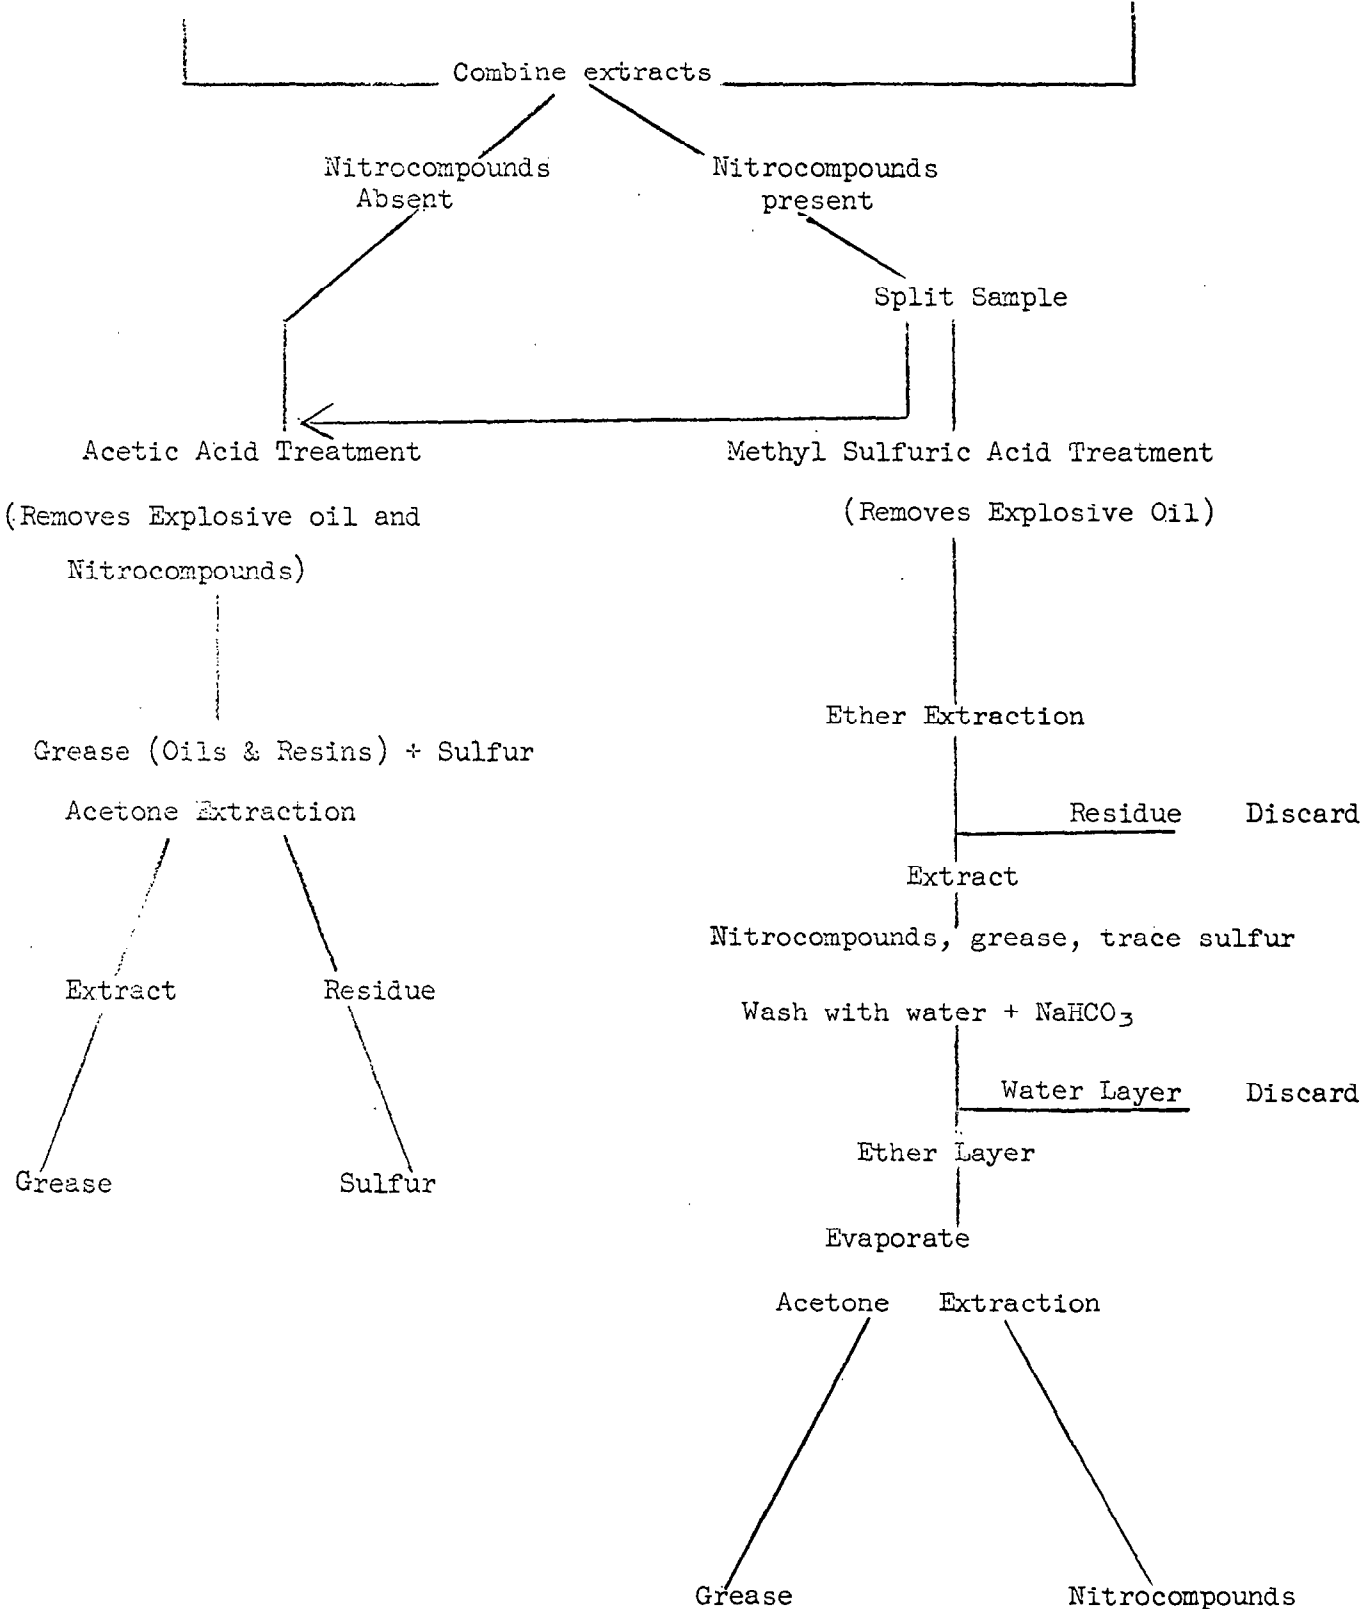 Combine extracts
Nitrocompounds
Absent
Nitrocompounds
present
Split Sample
Acetic Acid Treatment
(Removes Explosive oil and
Nitrocompounds)
Grease (Oils & Resins) + Sulfur
Acetone Extraction
Extract
Residue
Grease
Sulfur
Methyl Sulfuric Acid Treatment
(Removes Explosive Oil)
Ether Extraction
Residue Discard
Extract
Nitrocompounds, grease, trace sulfur
Wash with water + NaHCO3
Water Layer Discard
Ether Layer
Evaporate
Acetone Extraction
Grease
Nitrocompounds